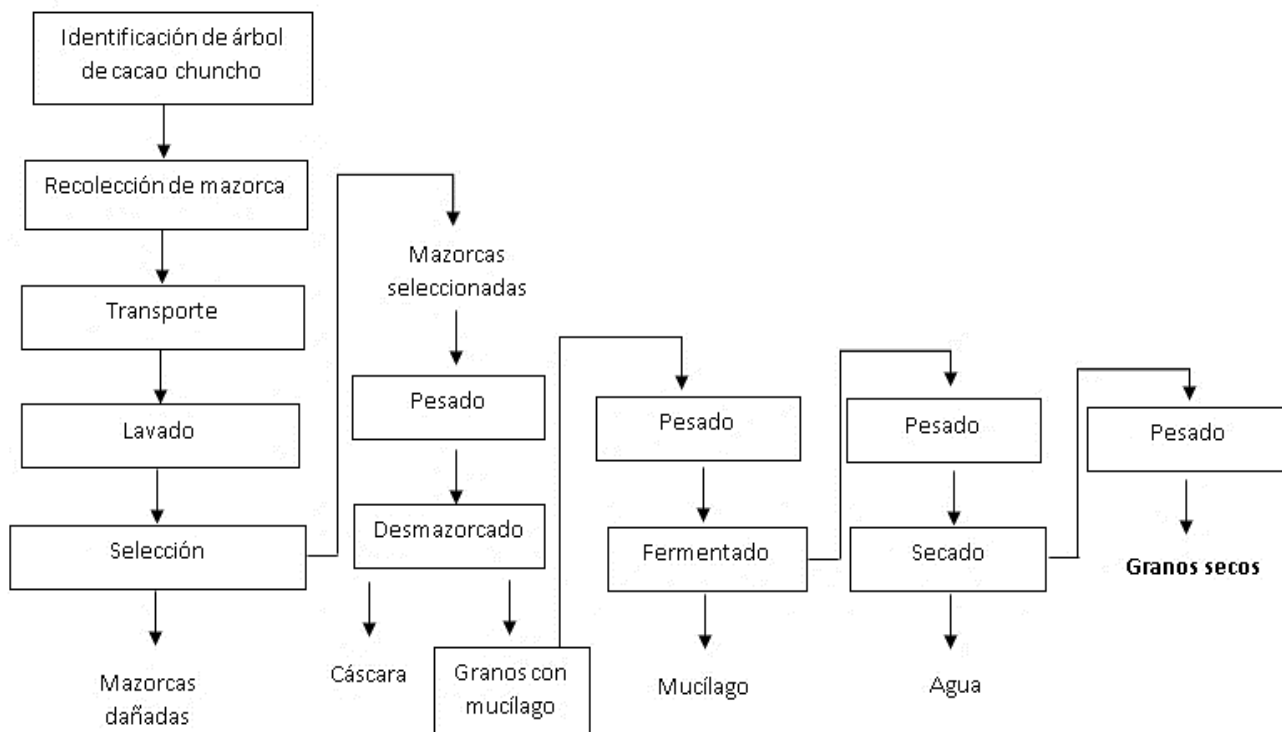 Identificación de árbol
de cacao chuncho
Recolección de mazorca
Transporte
Lavado
Selección
Mazorcas
dañadas
Mazorcas
seleccionadas
Pesado
Desmazorcado
Cáscara
Granos con
mucílago
Pesado
Fermentado
Mucílago
Pesado
Secado
Agua
Pesado
Granos secos